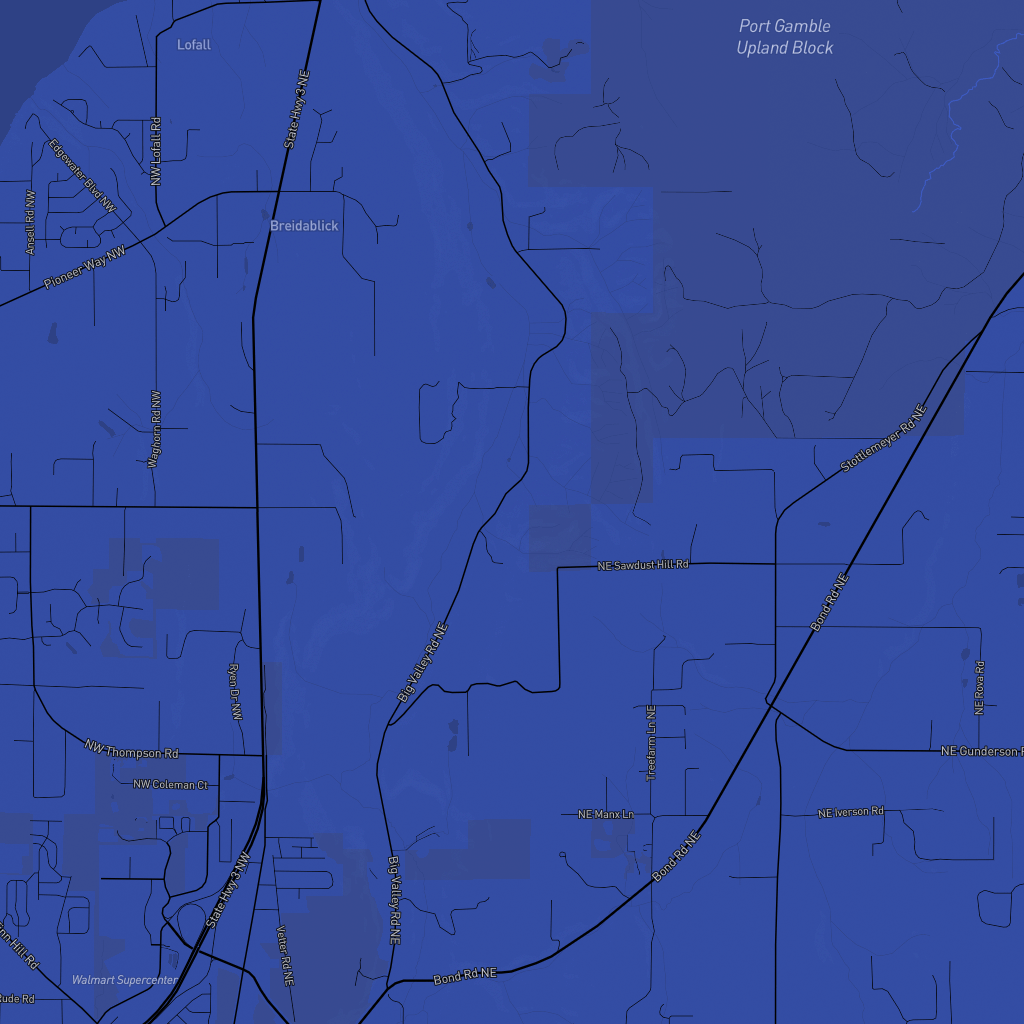 Port Gamble
Upland Block
Lofall
State Hwy 3 NE
NW Lofall Rd
Edgewater Blvd NW
Ansell Rd NW
Breidablick
Pioneer Way NW
Waghorn Rd NW
Stottlemeyer Rd NE
NE Sawdust Hill Rd
Bond Rd NE
Big Valley Rd NE
Ryen Dr NW
NE Rova Rd
Treefarm Ln NE
NW Thompson Rd
NE Gunderson R
NW Coleman Ct
NE Manx Ln
NE Iverson Rd
Bond Rd NE
State Hwy 3 NW
Big Valley Rd NE
Vetter Rd NE
nn Hill Rd
Walmart Supercenter
Bond Rd NE
Rude Rd